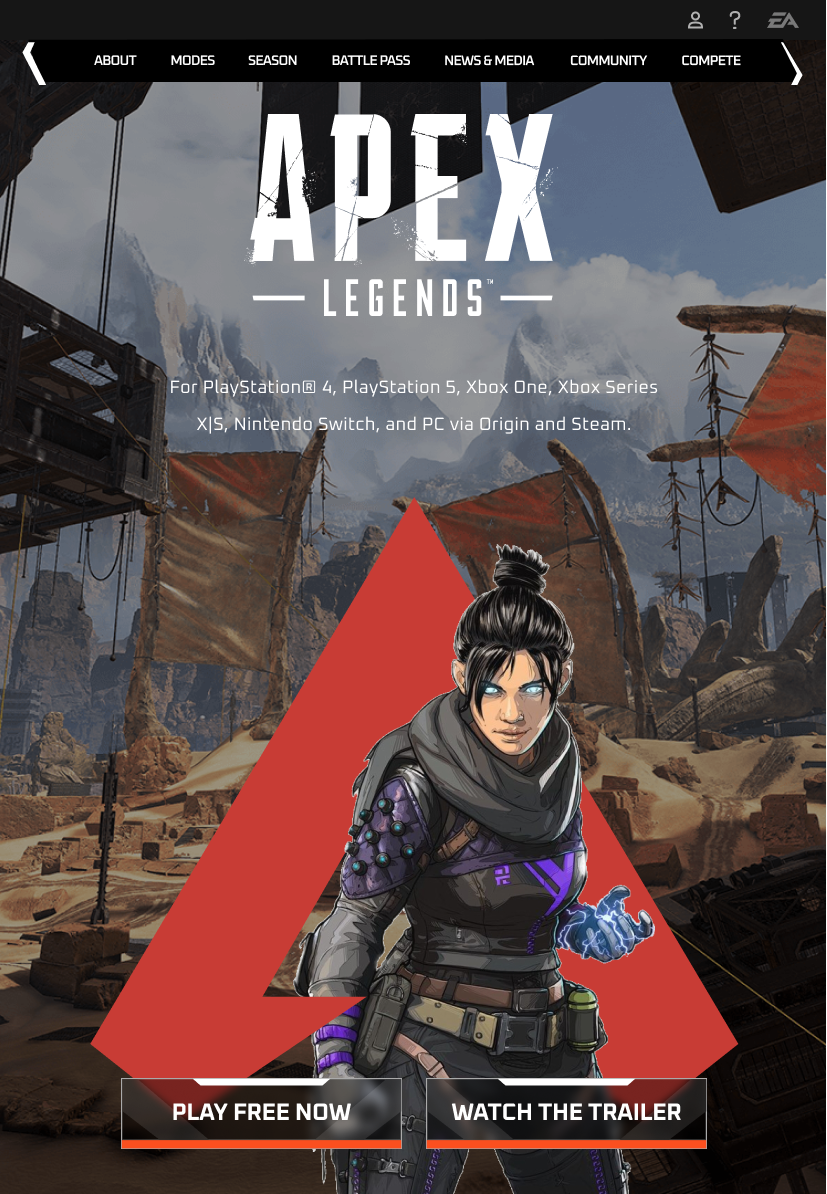 ?
EA
ABOUT MODES SEASON BATTLE PASS NEWS & MEDIA COMMUNITY COMPETE
APEX
LEGENDS™
For PlayStation® 4, PlayStation 5, Xbox One, Xbox Series
X|S, Nintendo Switch, and PC via Origin and Steam.
PLAY FREE NOW WATCH THE TRAILER